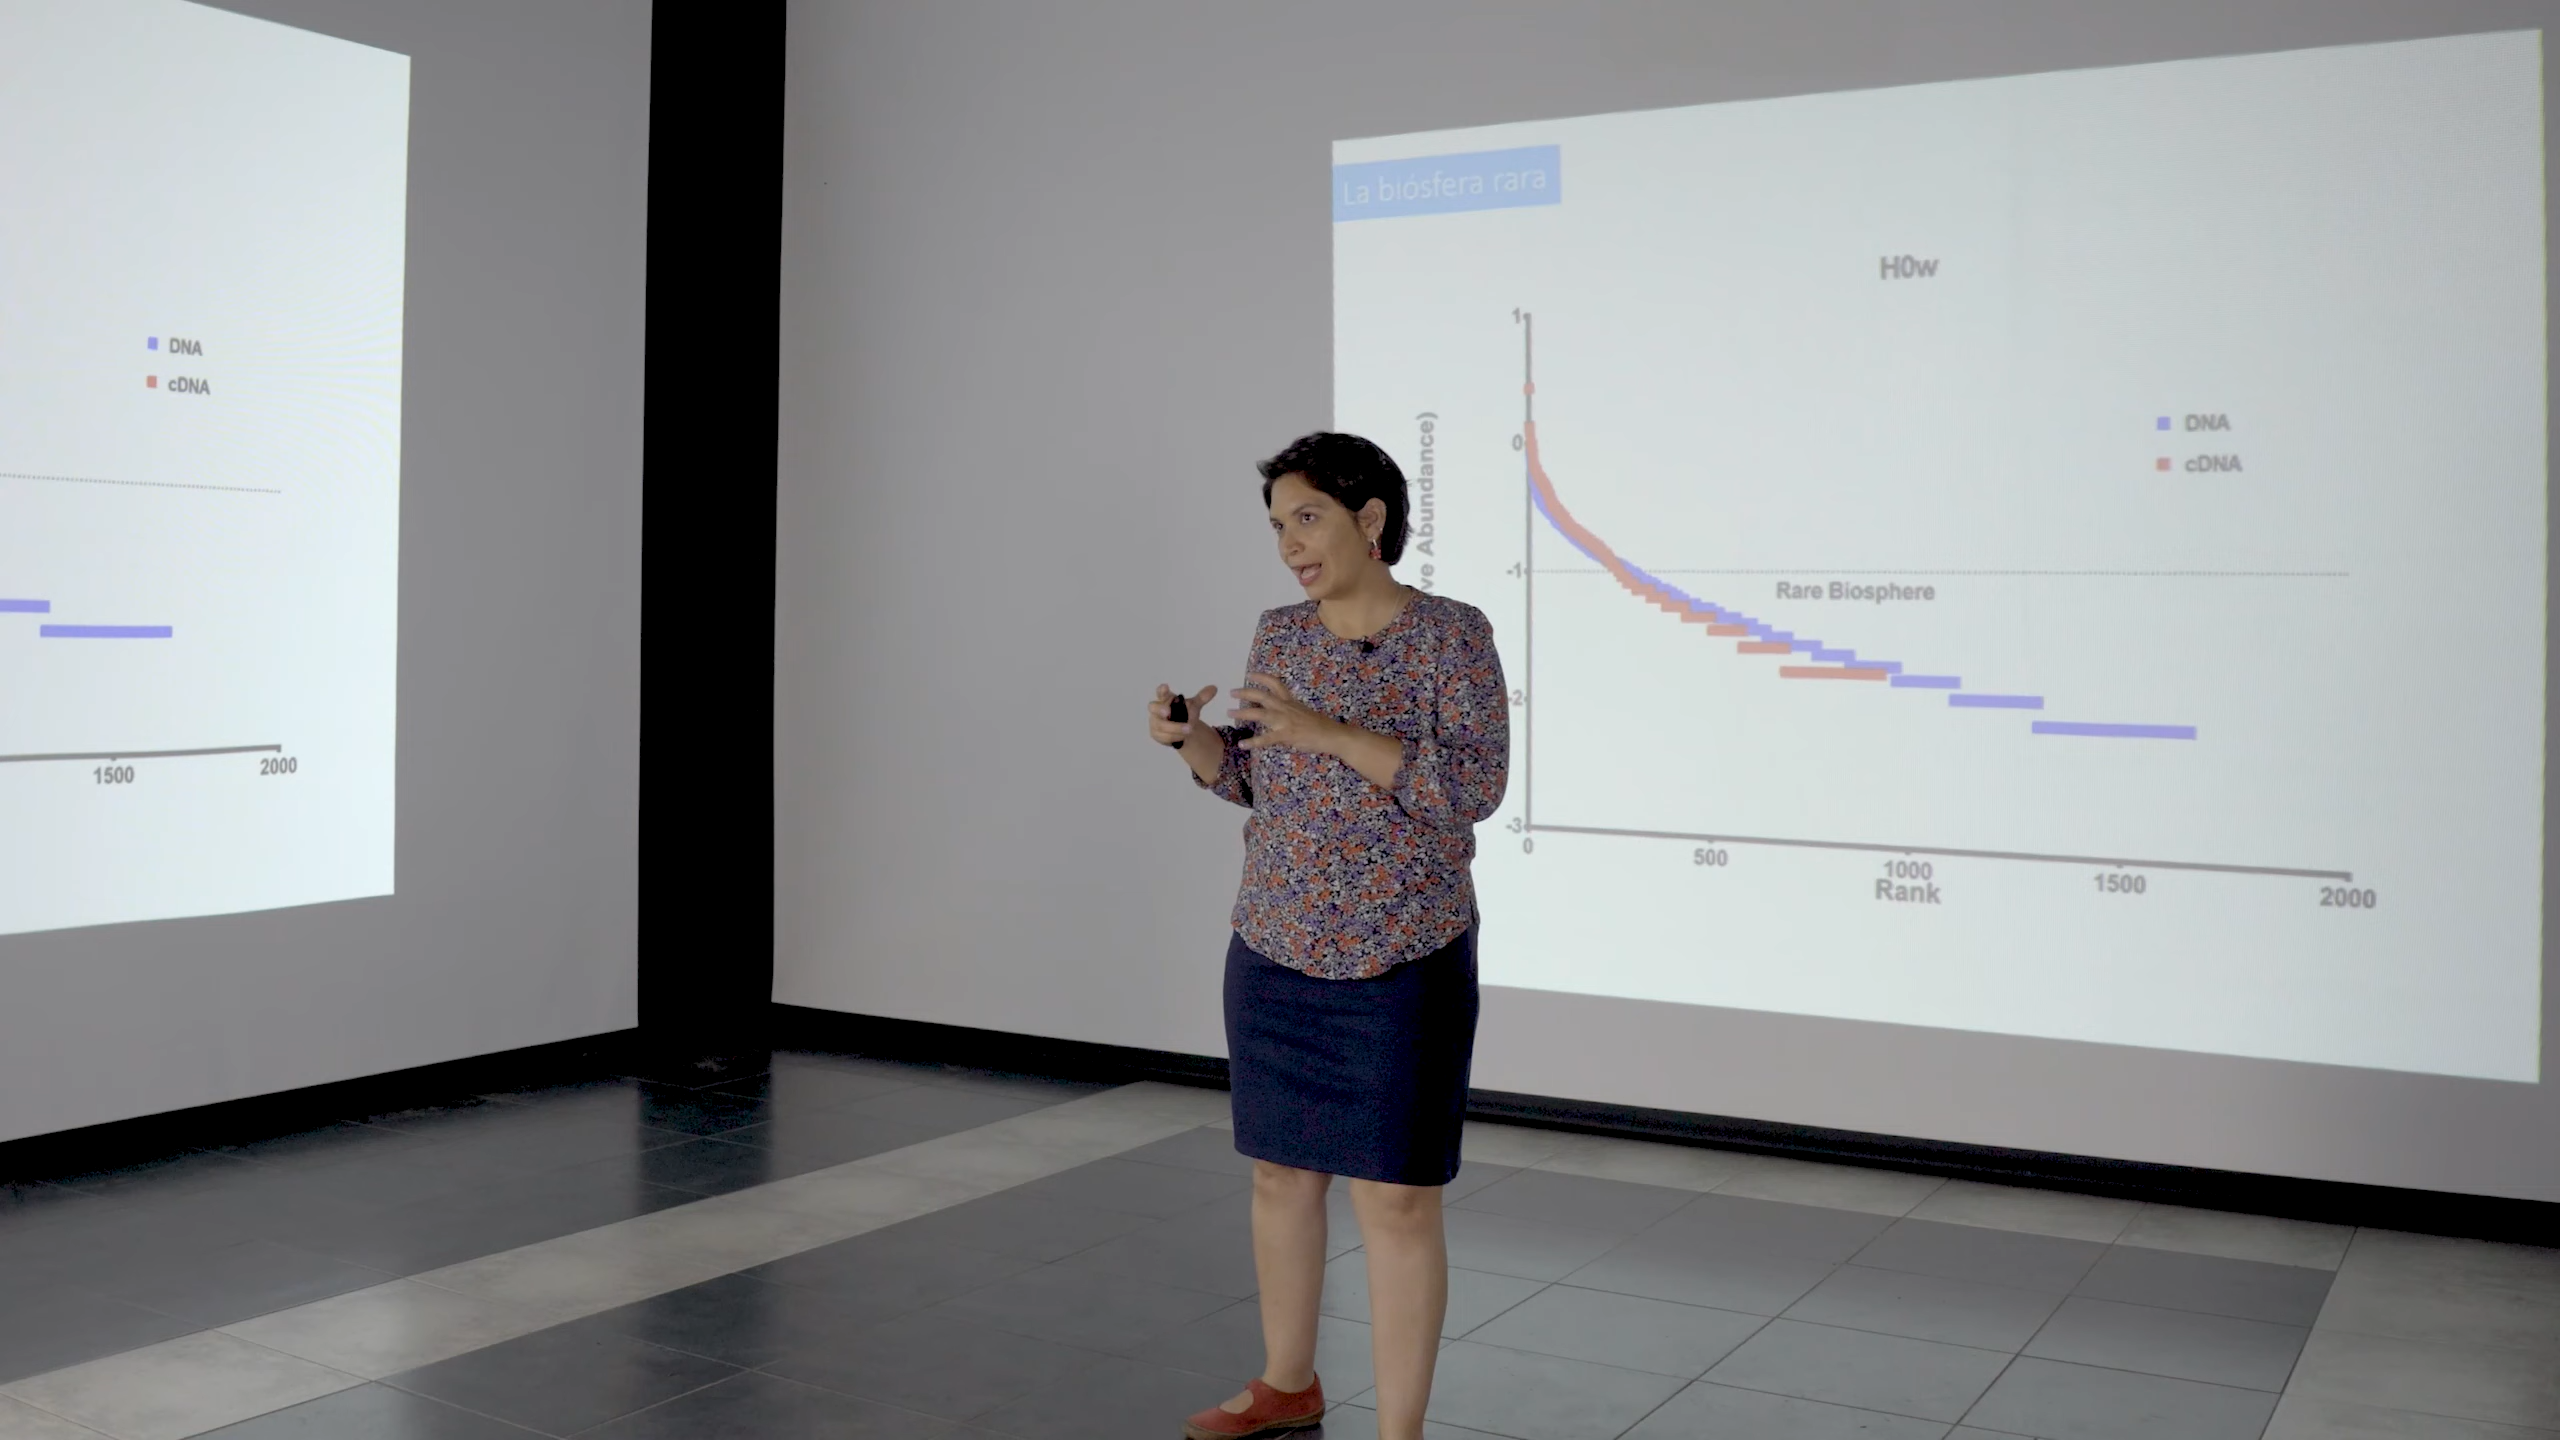 DNA
cDNA
1500
2000
La biósfera rara
H0w
1
0
-1
-2
-3
Abundance)
DNA
cDNA
Rare Biosphere
0
500
1000
1500
2000
Rank